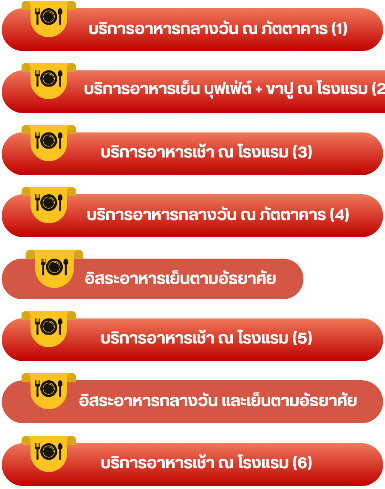 บริการอาหารกลางวัน ณ ภัตตาคาร (1)
บริการอาหารเย็น บุฟเฟ่ต์ + ขาปู ณ โรงแรม (2
บริการอาหารเช้า ณ โรงแรม (3)
บริการอาหารกลางวัน ณ ภัตตาคาร (4)
อิสระอาหารเย็นตามอัธยาศัย
บริการอาหารเช้า ณ โรงแรม (5)
อิสระอาหารกลางวัน และเย็นตามอัธยาศัย
บริการอาหารเช้า ณ โรงแรม (6)